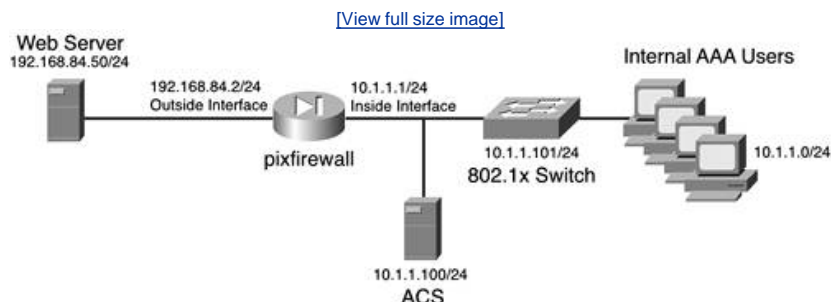 [View full size image]
Web Server
192.168.84.50/24
192.168.84.2/24
Outside Interface
10.1.1.1/24
Inside Interface
pixfirewall
10.1.1.101/24
802.1x Switch
Internal AAA Users
10.1.1.0/24
10.1.1.100/24
ACS